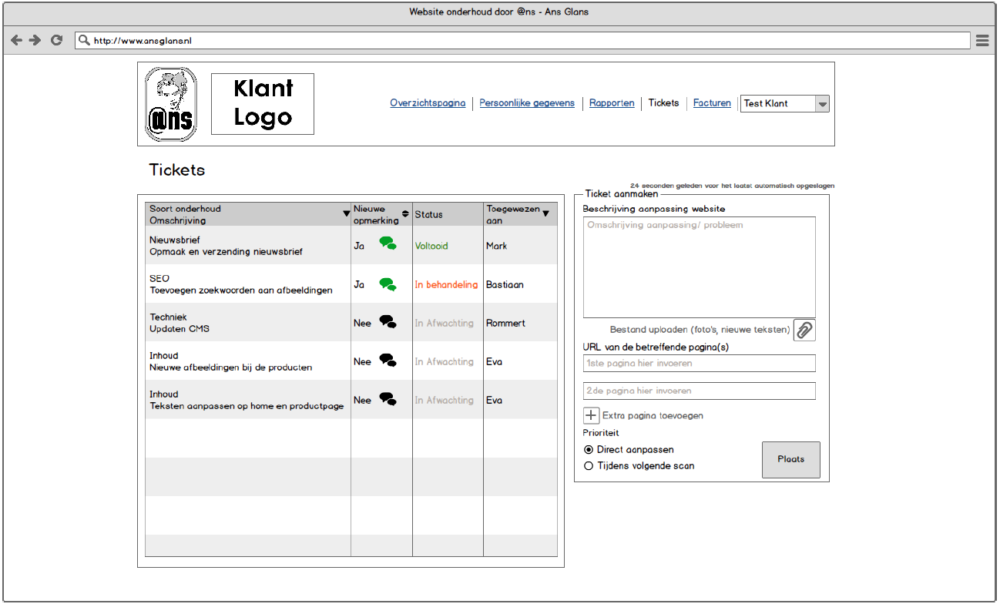 Website onderhoud door @ns - Ans Glans
http://www.ansglans.nl
@ns
Klant
Logo
Overzichtspagina
Persoonlijke gegevens
Rapporten
Tickets
Facturen
Test Klant
Tickets
24 seconden geleden voor het laatst automatisch opgeslagen
Soort onderhoud
Omschrijving
Nieuwe
opmerking
Status
Toegewezen
aan
Nieuwsbrief
Opmaak en verzending nieuwsbrief
Ja
Voltooid
Mark
SEO
Toevoegen zoekwoorden aan afbeeldingen
Ja
In behandeling
Bastiaan
Techniek
Updaten CMS
Nee
In Afwachting
Rommert
Inhoud
Nieuwe afbeeldingen bij de producten
Nee
In Afwachting
Eva
Inhoud
Teksten aanpassen op home en productpage
Nee
In Afwachting
Eva
Ticket aanmaken
Beschrijving aanpassing website
Omschrijving aanpassing/ probleem
Bestand uploaden (foto's, nieuwe teksten)
URL van de betreffende pagina(s)
1ste pagina hier invoeren
2de pagina hier invoeren
Extra pagina toevoegen
Prioriteit
Direct aanpassen
Tijdens volgende scan
Plaats